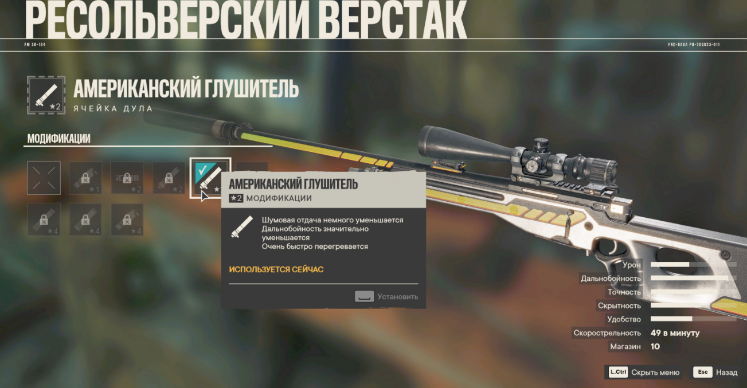 РЕСОЛЬВЕРСКИЙ ВЕРСТАК
АМЕРИКАНСКИЙ ГЛУШИТЕЛЬ
★2
ЯЧЕЙКА ДУЛА
МОДИФИКАЦИИ
АМЕРИКАНСКИЙ ГЛУШИТЕЛЬ
★2 МОДИФИКАЦИИ
Шумовая отдача немного уменьшается
Дальнобойность значительно
уменьшается
Очень быстро перегревается
ИСПОЛЬЗУЕТСЯ СЕЙЧАС
Установить
Урон
Дальнобойность
Точность
Скрытность
Удобство
Скорострельность 49 в минуту
Магазин 10
L.Ctrl Скрыть меню Esc Назад